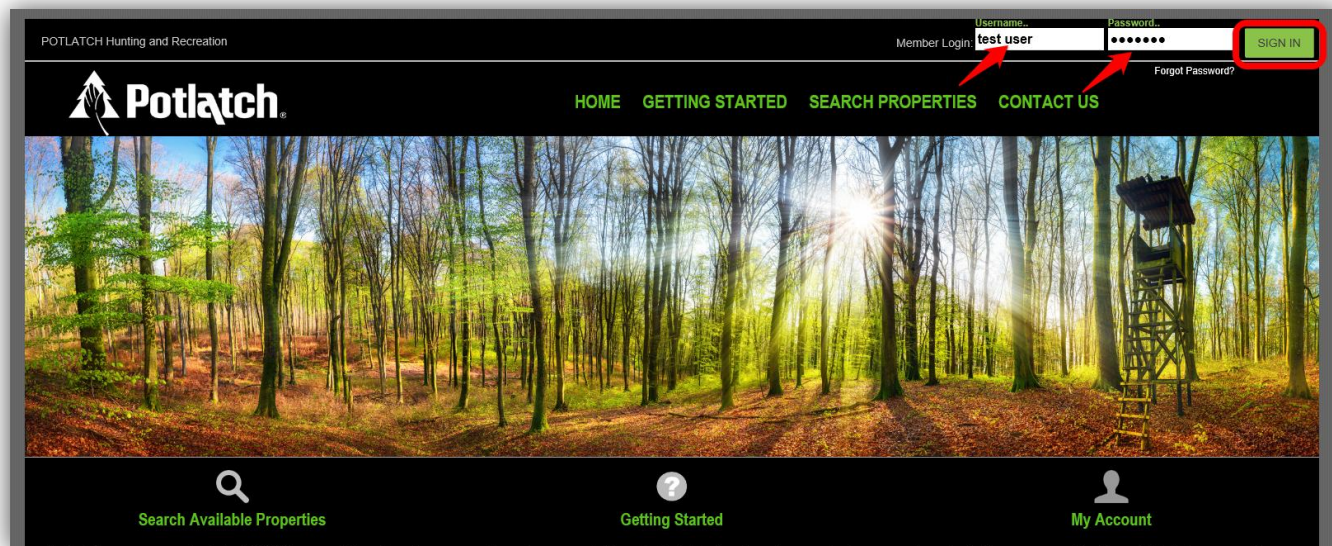 Username.. Password..
POTLATCH Hunting and Recreation Member Login: test user ••••••• SIGN IN
Forgot Password?
Potlatch® HOME GETTING STARTED SEARCH PROPERTIES CONTACT US
?
Search Available Properties Getting Started My Account